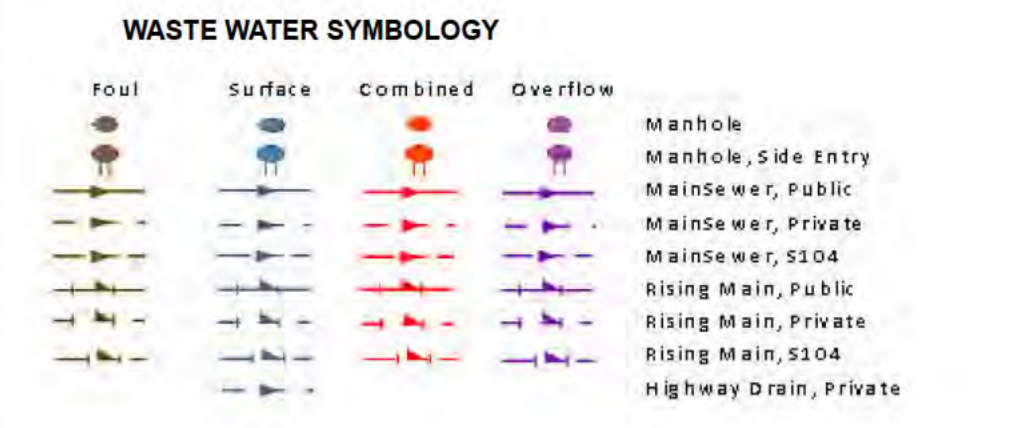 WASTE WATER SYMBOLOGY
Foul Surface Combined Overflow
Manhole
Manhole, Side Entry
MainSewer, Public
MainSewer, Private
MainSewer, S104
Rising Main, Public
Rising Main, Private
Rising Main, S104
Highway Drain, Private